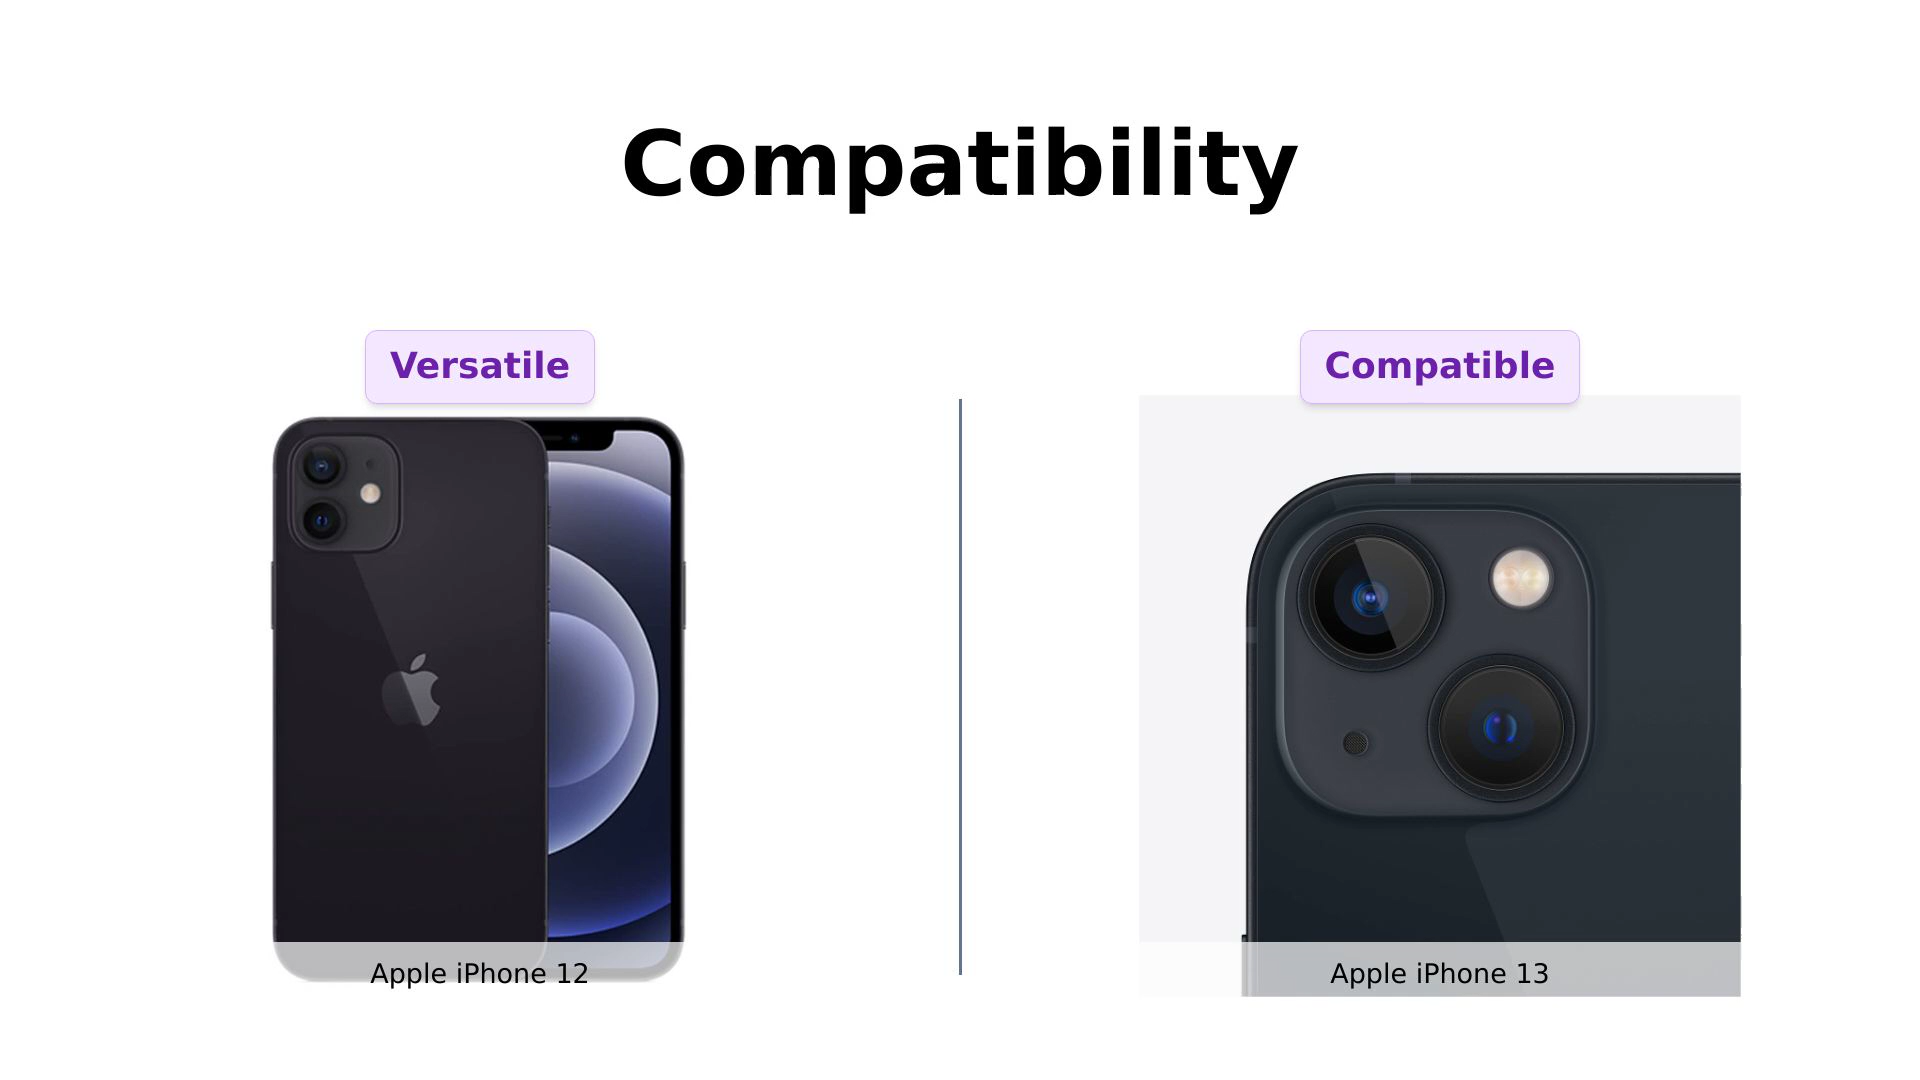 Compatibility
Versatile
Compatible
Apple iPhone 12
Apple iPhone 13